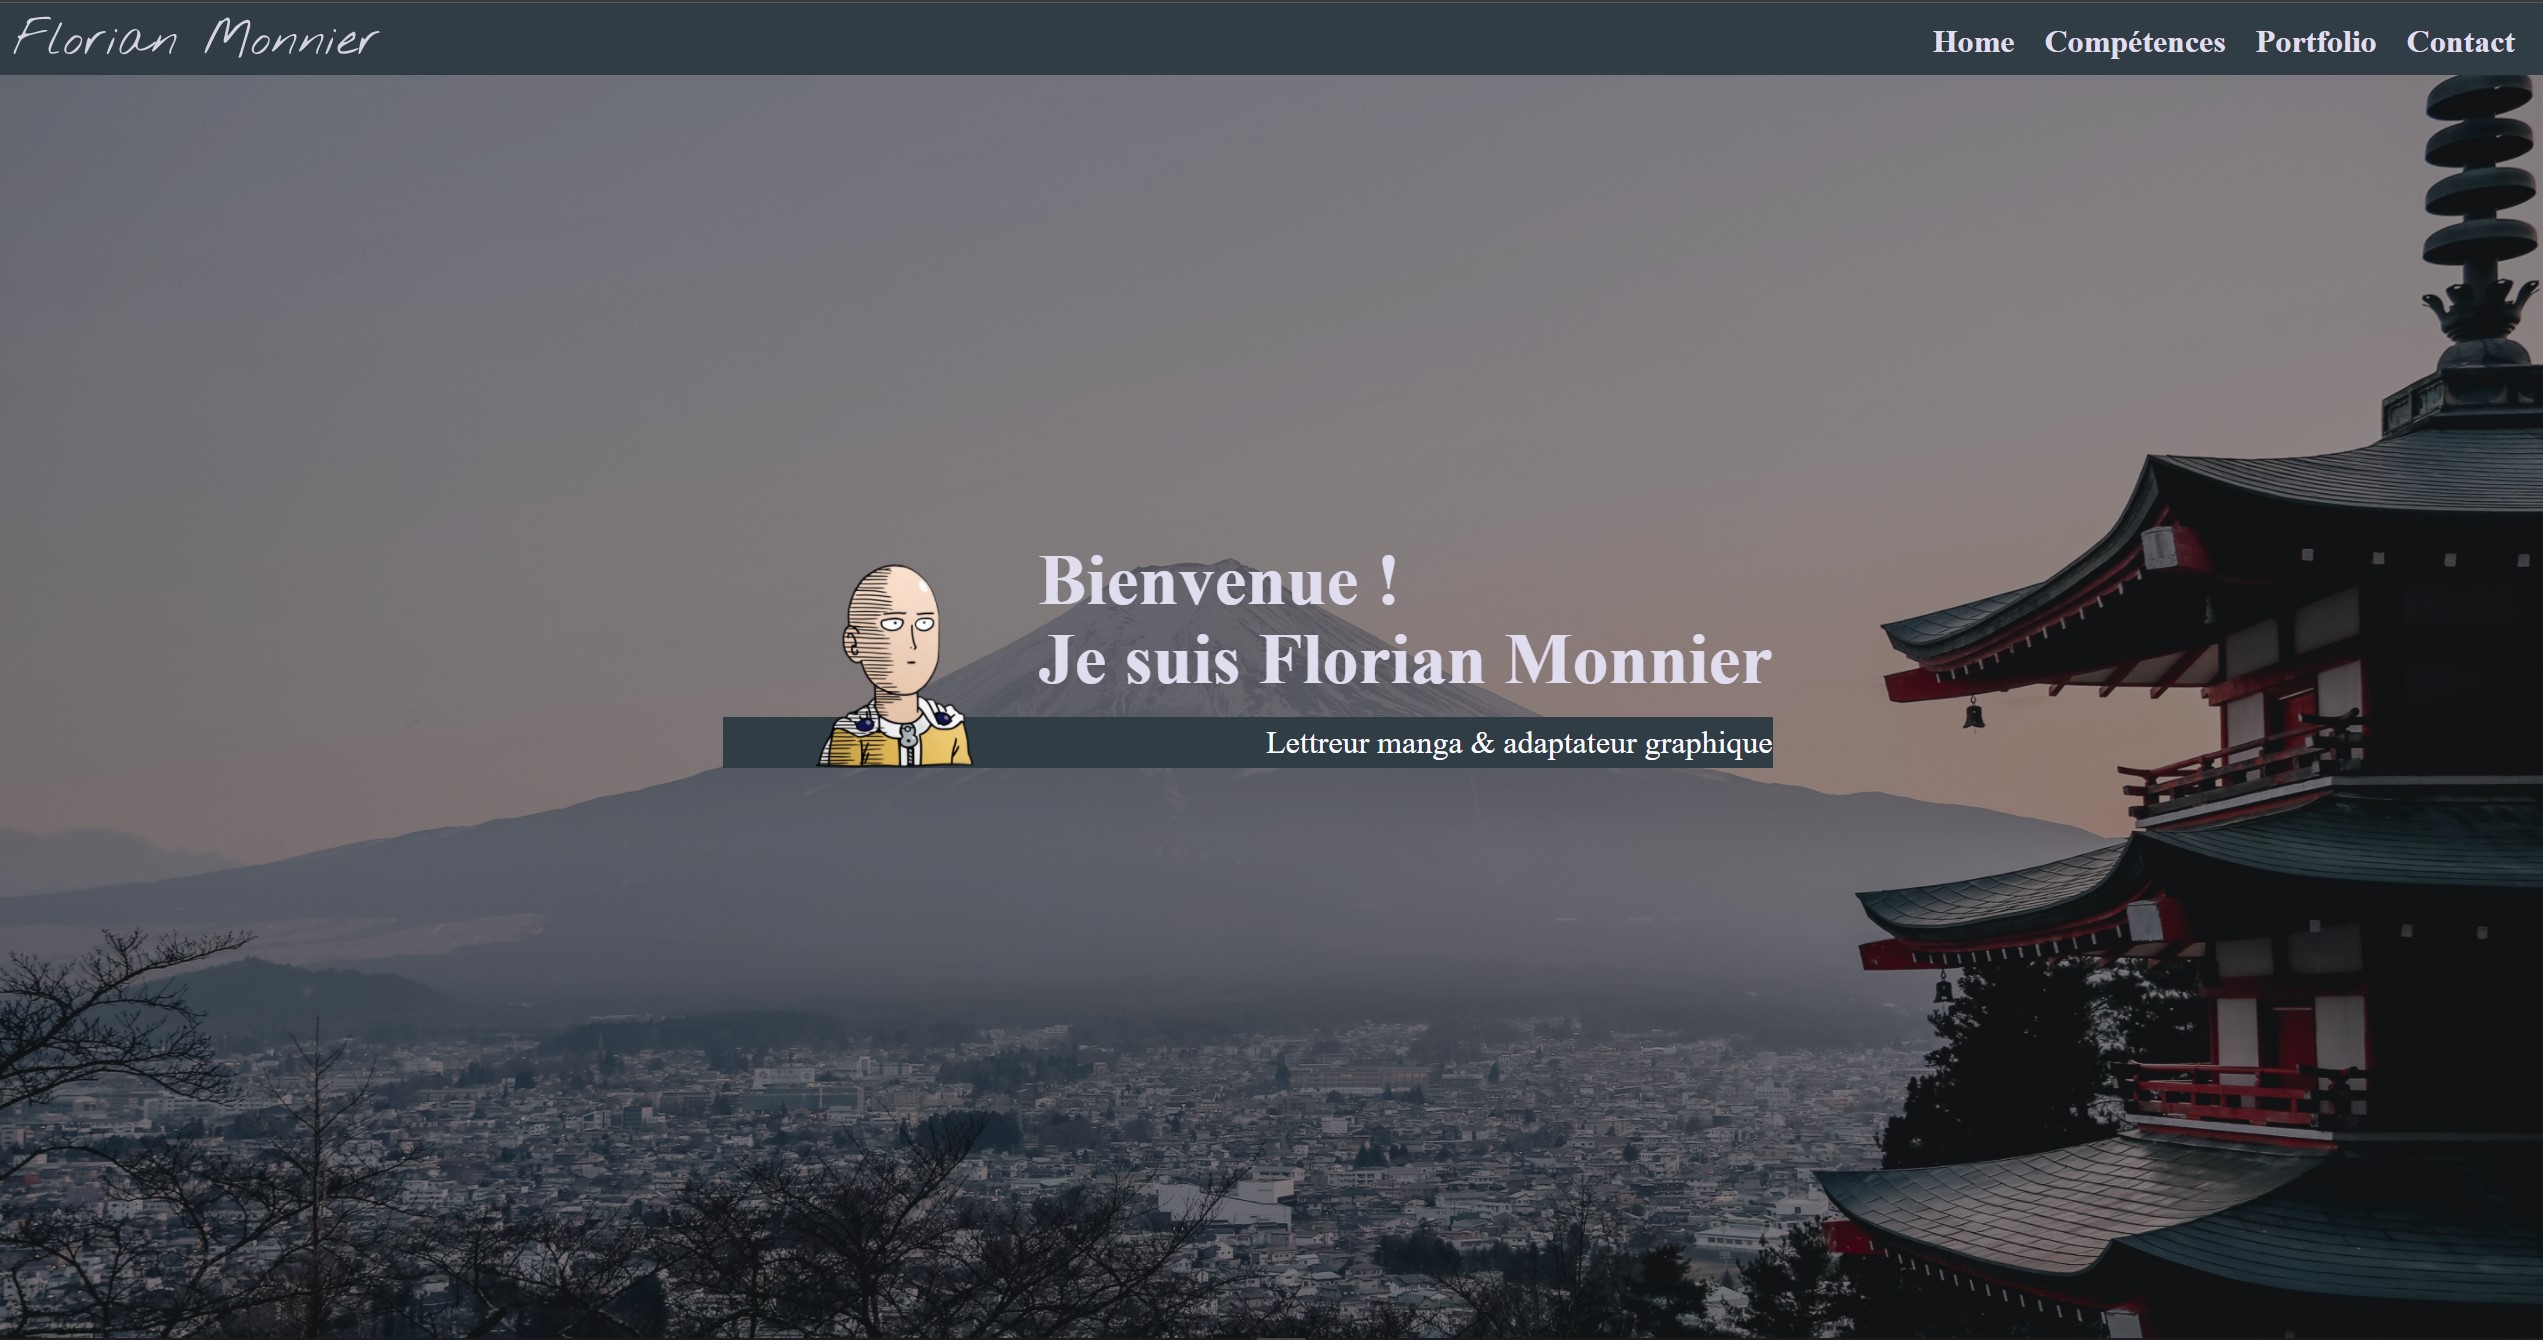 Florian Monnier
Home Compétences Portfolio Contact
Bienvenue !
Je suis Florian Monnier
Lettreur manga & adaptateur graphique